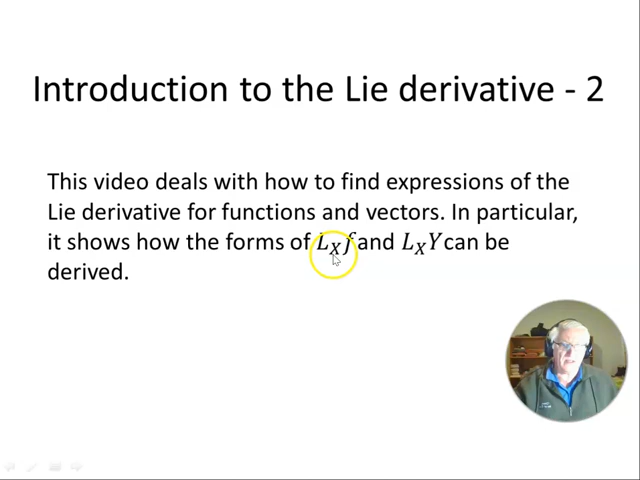 Introduction to the Lie derivative - 2
This video deals with how to find expressions of the
Lie derivative for functions and vectors. In particular,
it shows how the forms of L_X f and L_X Y can be
derived.